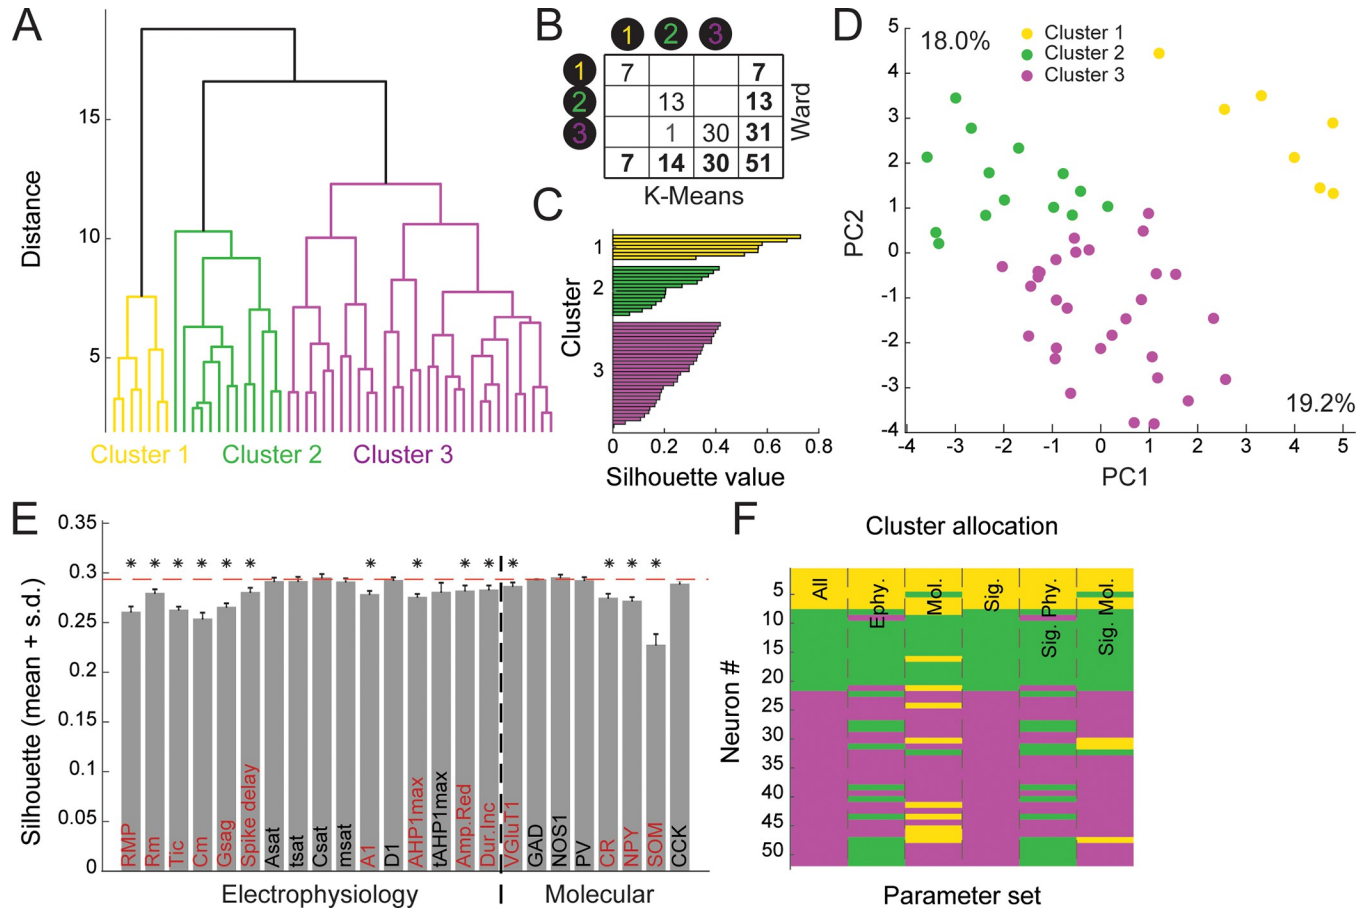 A
Distance
15
10
5
Cluster 1
Cluster 2
Cluster 3
B
1 2 3
1 7 7
2 13 13
3 1 30 31
7 14 30 51
Ward
K-Means
C
Cluster
1
2
3
0 0.2 0.4 0.6 0.8
Silhouette value
D
18.0%
Cluster 1
Cluster 2
Cluster 3
5
4
3
2
1
0
-1
-2
-3
-4
PC2
19.2%
-4 -3 -2 -1 0 1 2 3 4 5
PC1
E
Silhouette (mean + s.d.)
0.35
0.3
0.25
0.2
0.15
0.1
0.05
0
* * * * * * * * * * * * * *
RMP
Rm
Tic
Cm
Gsag
Spike delay
Asat
tsat
Csat
msat
A1
D1
AHP1max
tAHP1max
Amp.Red
Dur.Inc
VGluT1
GAD
NOS1
PV
CR
NPY
SOM
CCK
Electrophysiology
Molecular
F
Cluster allocation
All
Ephy.
Mol.
Sig.
Sig. Phy.
Sig. Mol.
Neuron #
5
10
15
20
25
30
35
40
45
50
Parameter set